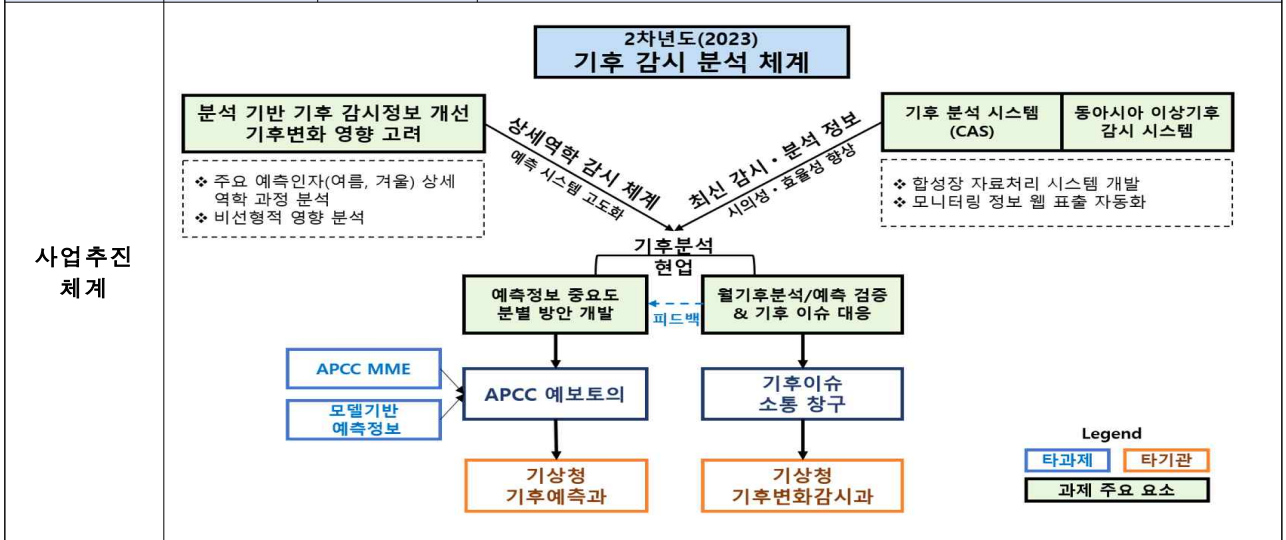 사업추진
체계
2차년도(2023)
기후 감시 분석 체계
분석 기반 기후 감시정보 개선
기후변화 영향 고려
❖ 주요 예측인자(여름, 겨울) 상세
역학 과정 분석
❖ 비선형적 영향 분석
상세역학 감시 체계
예측 시스템 고도화
최신 감시・분석 정보
시의성・효율성 향상
기후 분석 시스템
(CAS)
동아시아 이상기후
감시 시스템
❖ 합성장 자료처리 시스템 개발
❖ 모니터링 정보 웹 표출 자동화
기후분석
현업
예측정보 중요도
분별 방안 개발
피드백
월기후분석/예측 검증
& 기후 이슈 대응
APCC MME
모델기반
예측정보
APCC 예보토의
기후이슈
소통 창구
기상청
기후예측과
기상청
기후변화감시과
Legend
타과제
타기관
과제 주요 요소